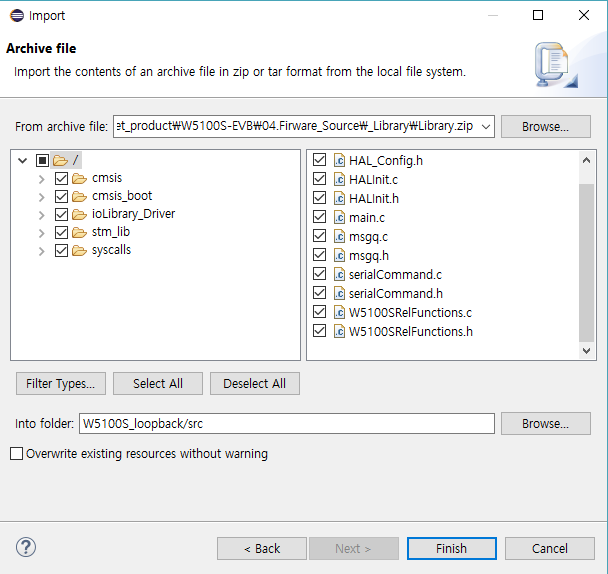 Import
Archive file
Import the contents of an archive file in zip or tar format from the local file system.
From archive file: et_product₩W5100S-EVB₩04.Firware_Source₩_Library₩Library.zip Browse...
/
cmsis
cmsis_boot
ioLibrary_Driver
stm_lib
syscalls
HAL_Config.h
HALInit.c
HALInit.h
main.c
msgq.c
msgq.h
serialCommand.c
serialCommand.h
W5100SRelFunctions.c
W5100SRelFunctions.h
Filter Types... Select All Deselect All
Into folder: W5100S_loopback/src Browse...
Overwrite existing resources without warning
? < Back Next > Finish Cancel